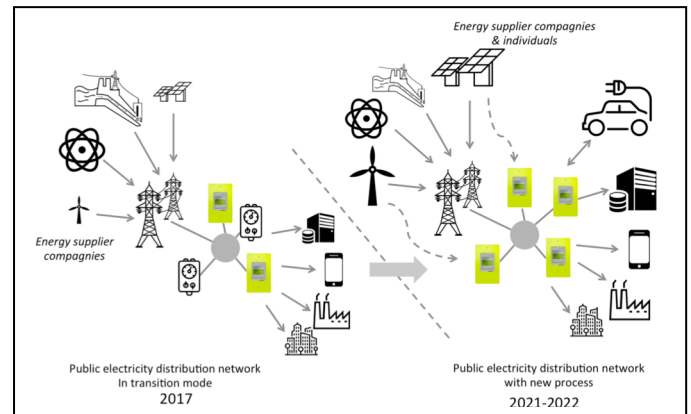 Energy supplier compagnies
& individuals
Energy supplier
compagnies
Public electricity distribution network
In transition mode
2017
Public electricity distribution network
with new process
2021-2022